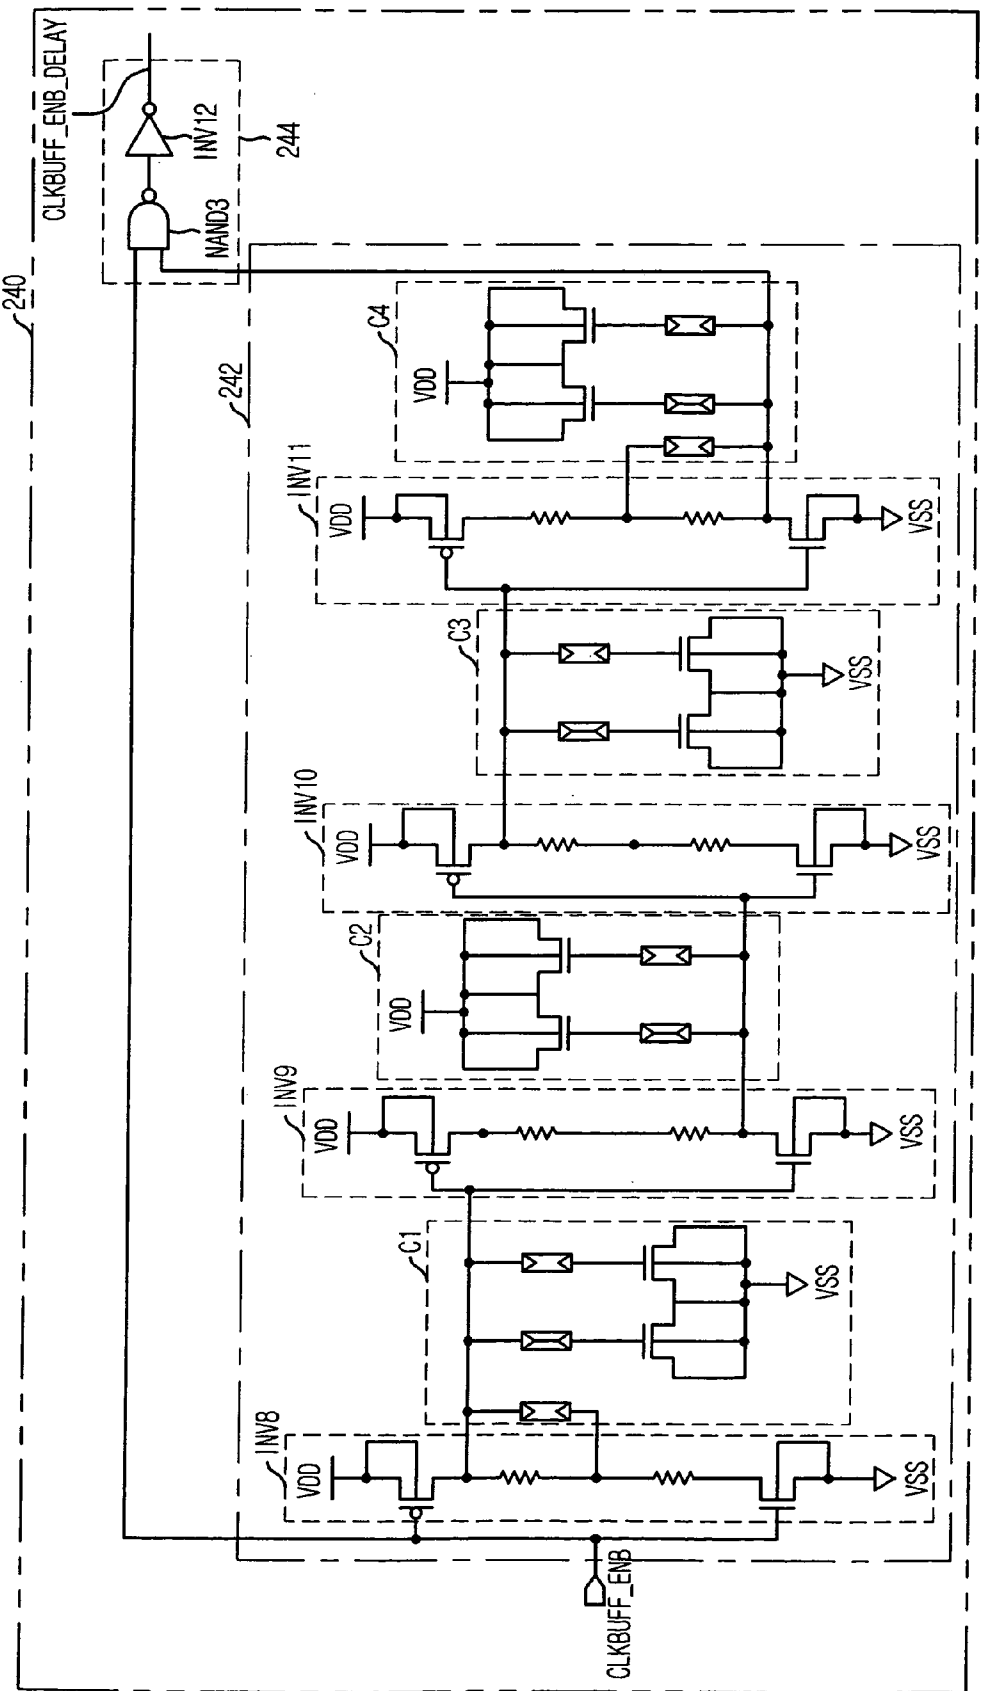 240
CLKBUFF_ENB_DELAY
INV12
244
NAND3
242
C4
VDD
INV11
VDD
VSS
C3
VSS
INV10
VDD
VSS
C2
VDD
INV9
VDD
VSS
C1
VSS
INV8
VDD
VSS
CLKBUFF_ENB